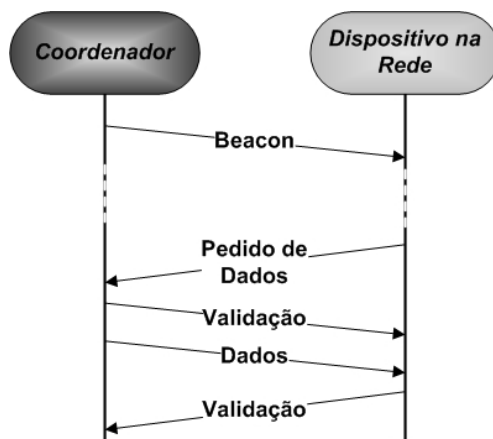 Coordenador
Dispositivo na
Rede
Beacon
Pedido de
Dados
Validação
Dados
Validação